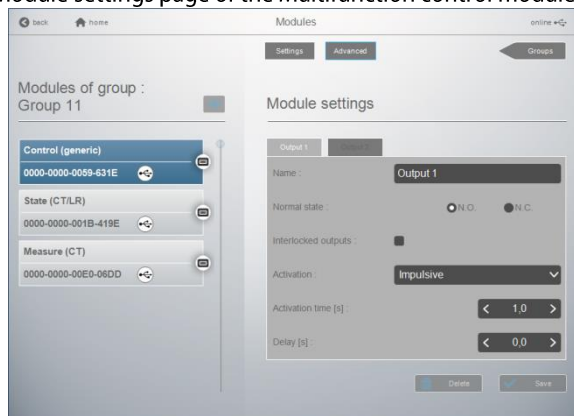 Module settings page of the multifunction control module
back
home
Modules
online
Settings
Advanced
Groups
Modules of group :
Group 11
Module settings
Control (generic)
0000-0000-0059-631E
State (CT/LR)
0000-0000-001B-419E
Measure (CT)
0000-0000-00E0-06DD
Output 1
Output 2
Name :
Output 1
Normal state :
N.O.
N.C.
Interlocked outputs :
Activation :
Impulsive
Activation time [s] :
1,0
Delay [s] :
0,0
Delete
Save